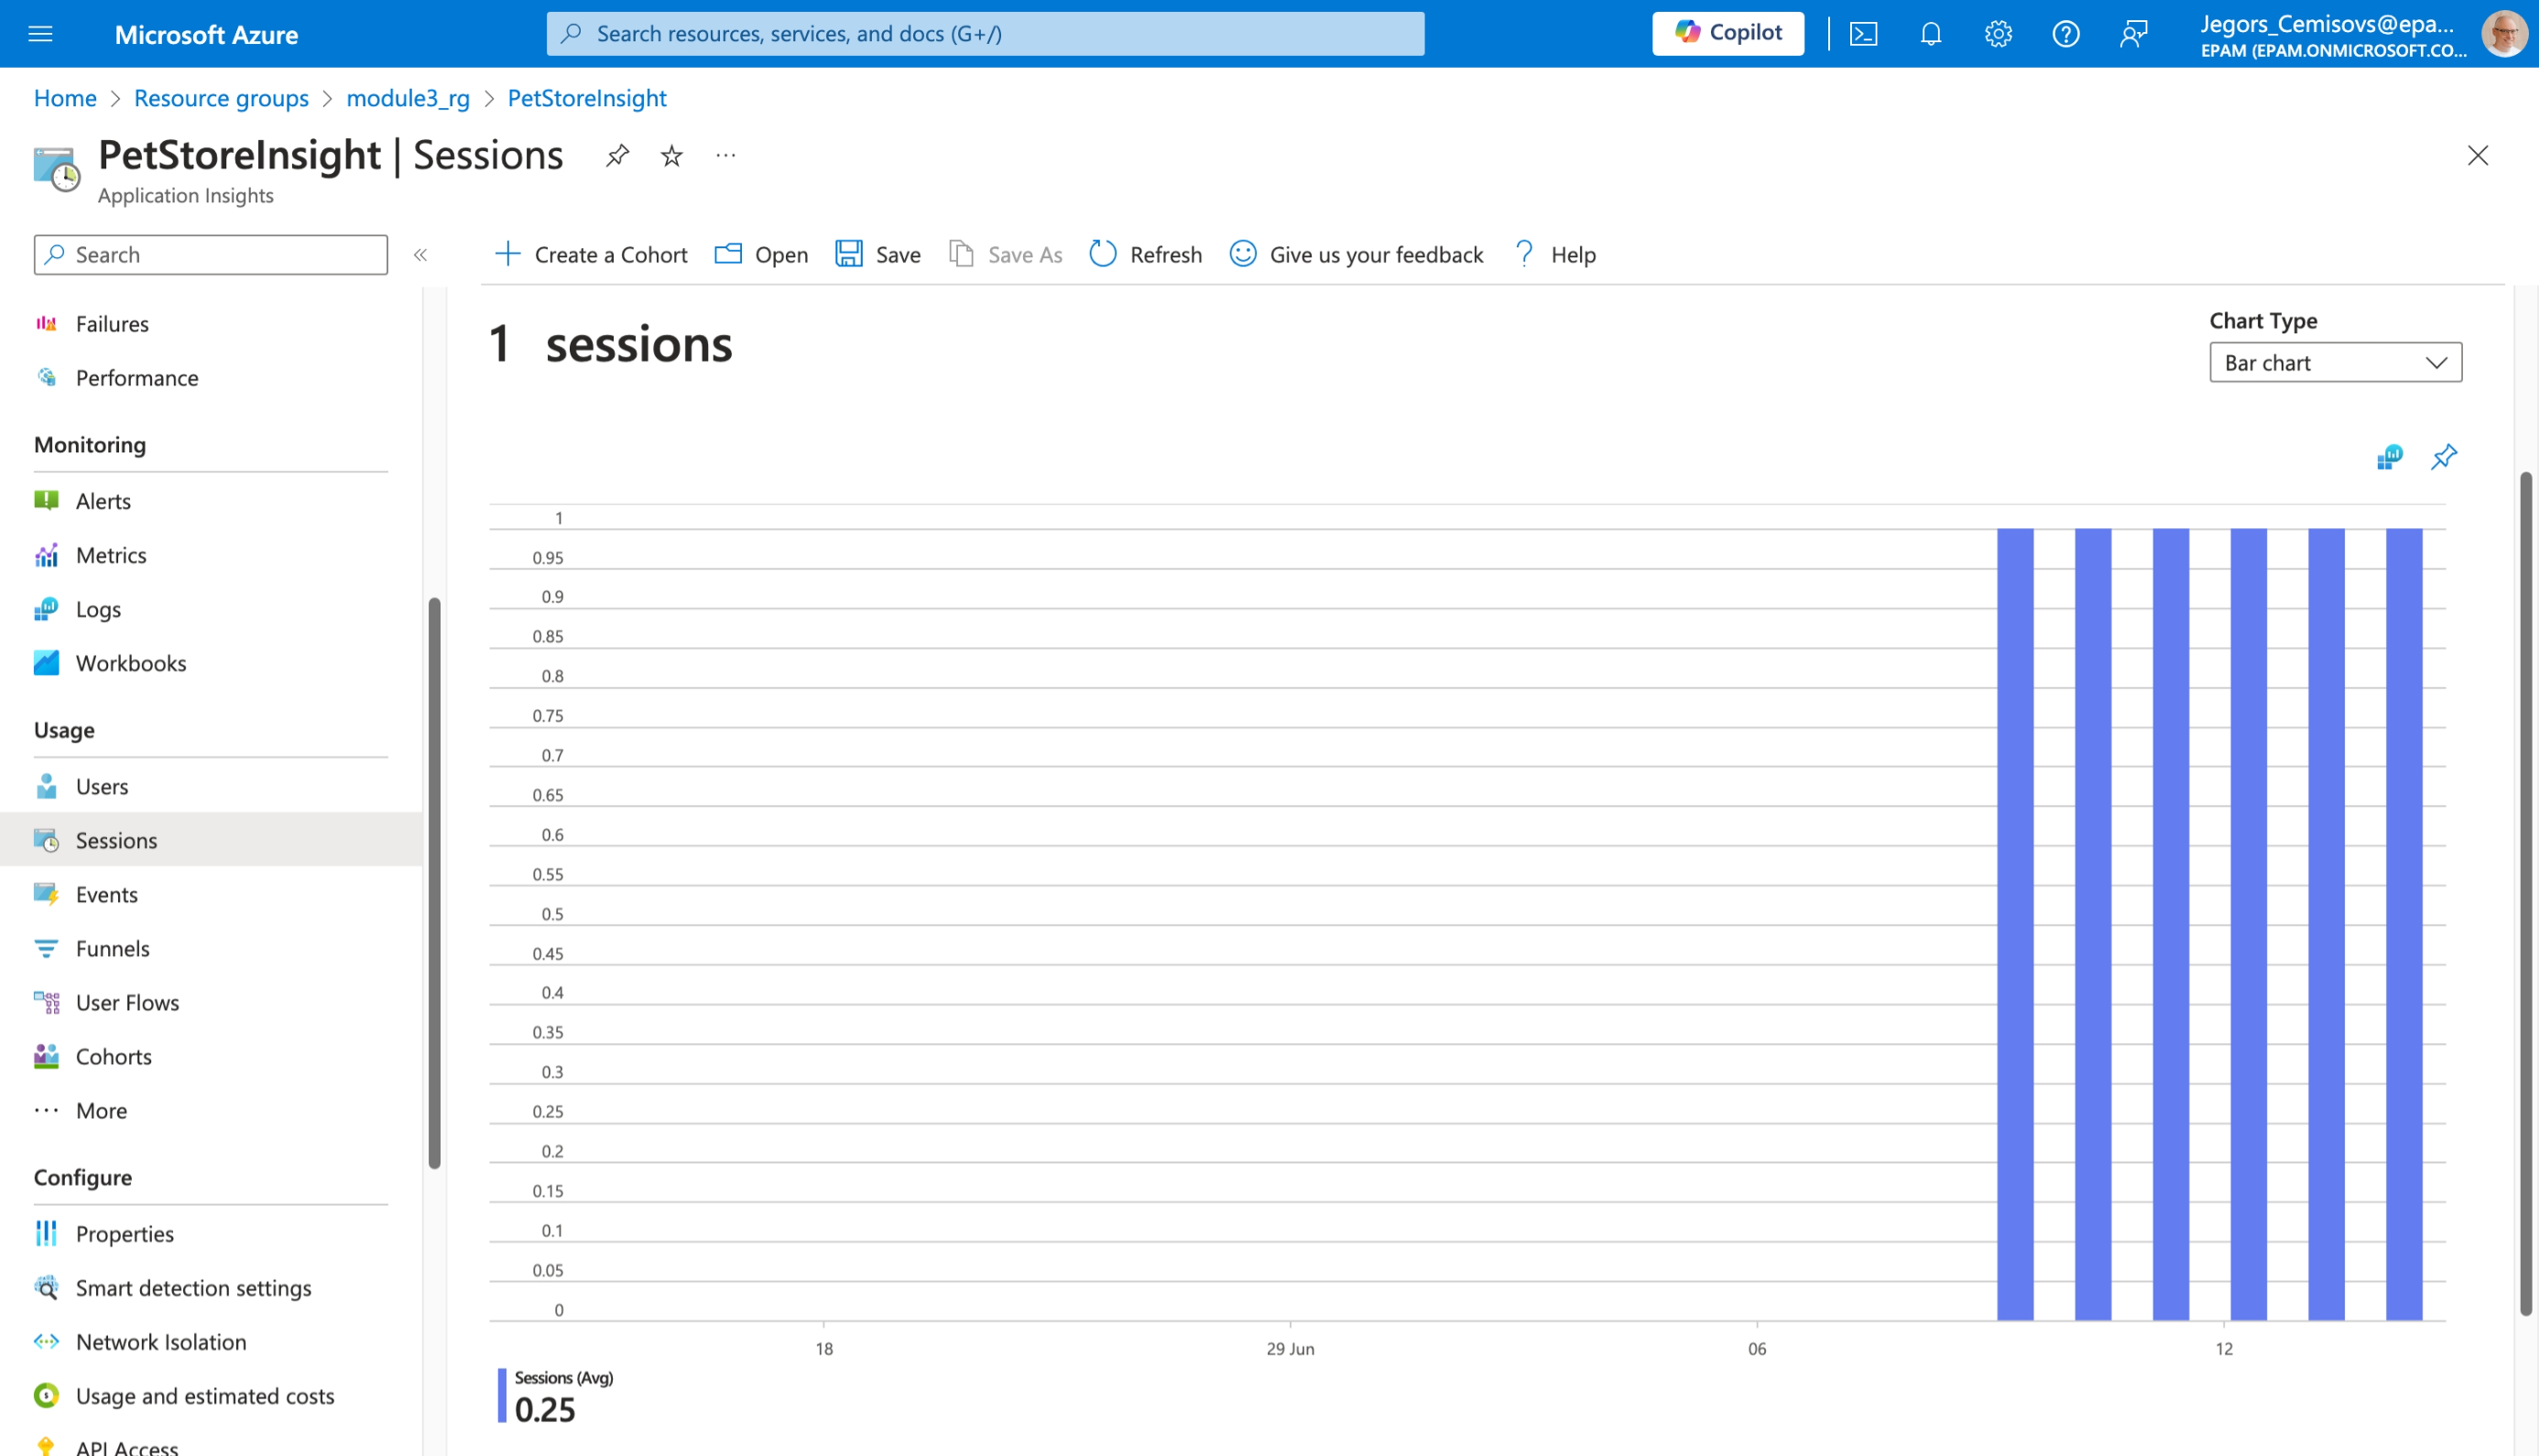 Microsoft Azure
Search resources, services, and docs (G+/)
Copilot
Jegors_Cemisovs@epa...
EPAM (EPAM.ONMICROSOFT.CO...
Home > Resource groups > module3_rg > PetStoreInsight
PetStoreInsight | Sessions
Application Insights
Search
Create a Cohort
Open
Save
Save As
Refresh
Give us your feedback
Help
Failures
Performance
Monitoring
Alerts
Metrics
Logs
Workbooks
Usage
Users
Sessions
Events
Funnels
User Flows
Cohorts
More
Configure
Properties
Smart detection settings
Network Isolation
Usage and estimated costs
API Access
1 sessions
Chart Type
Bar chart
1
0.95
0.9
0.85
0.8
0.75
0.7
0.65
0.6
0.55
0.5
0.45
0.4
0.35
0.3
0.25
0.2
0.15
0.1
0.05
0
18
29 Jun
06
12
Sessions (Avg)
0.25